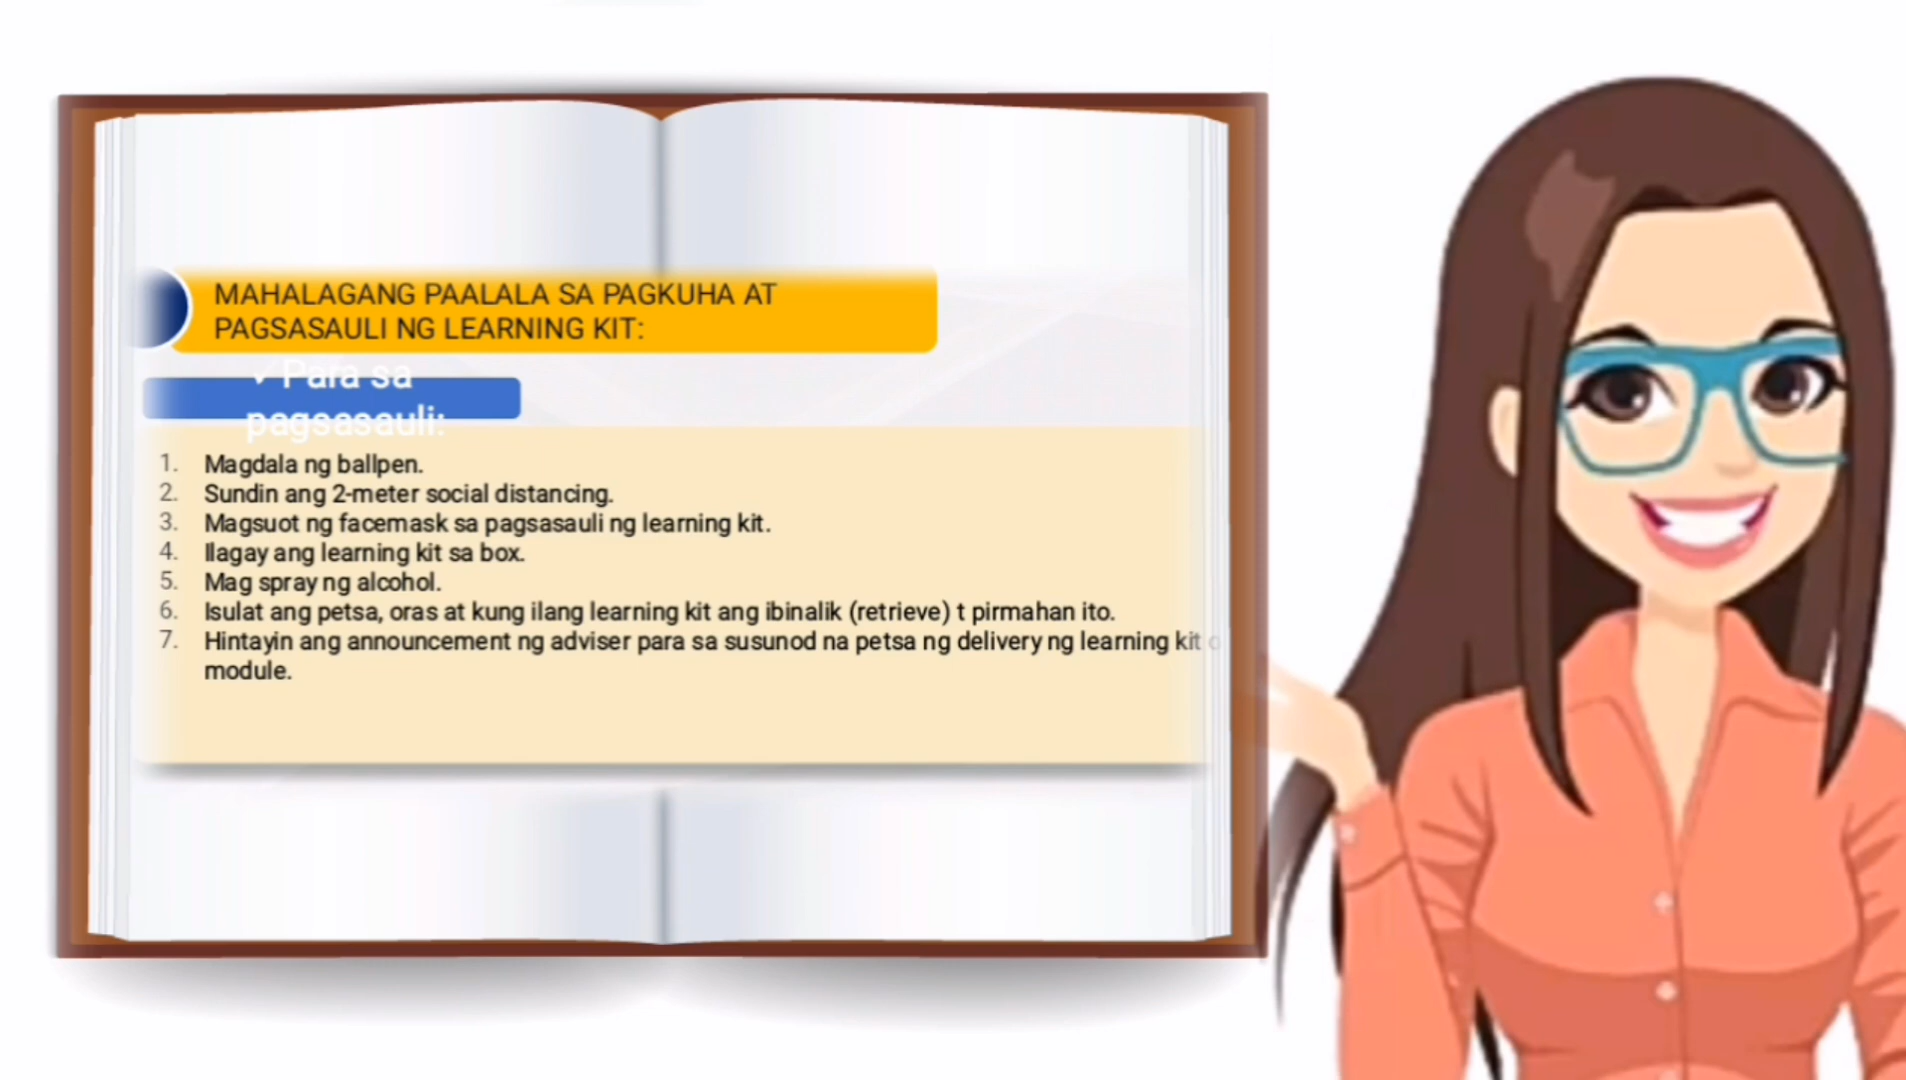 MAHALAGANG PAALALA SA PAGKUHA AT
PAGSASAULI NG LEARNING KIT:
✓Para sa
pagsasauli:
1. Magdala ng ballpen.
2. Sundin ang 2-meter social distancing.
3. Magsuot ng facemask sa pagsasauli ng learning kit.
4. Ilagay ang learning kit sa box.
5. Mag spray ng alcohol.
6. Isulat ang petsa, oras at kung ilang learning kit ang ibinalik (retrieve) t pirmahan ito.
7. Hintayin ang announcement ng adviser para sa susunod na petsa ng delivery ng learning kit
module.